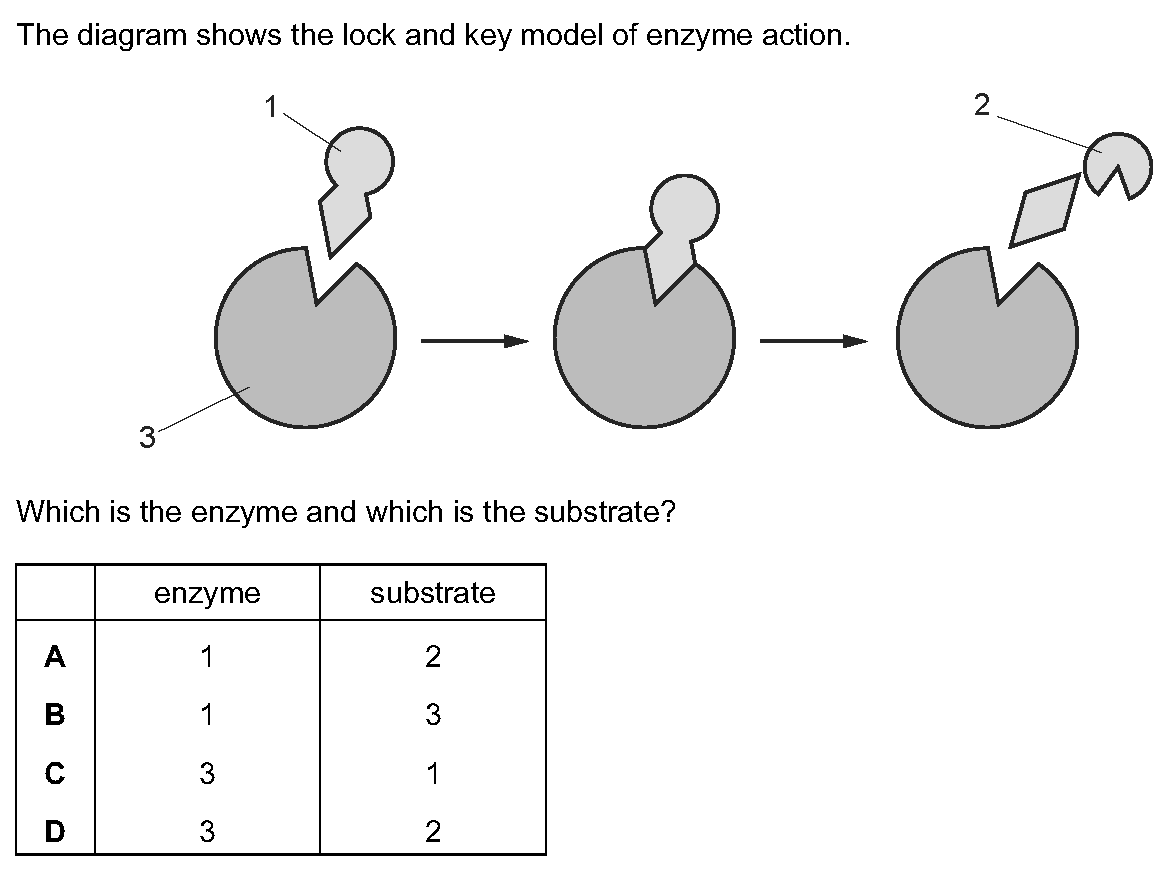 The diagram shows the lock and key model of enzyme action.
1
2
3
Which is the enzyme and which is the substrate?
enzyme substrate
A 1 2
B 1 3
C 3 1
D 3 2